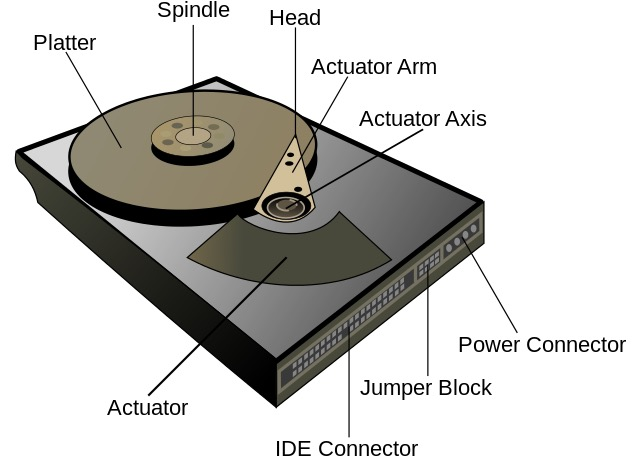 Spindle
Head
Platter
Actuator Arm
Actuator Axis
Power Connector
Jumper Block
Actuator
IDE Connector